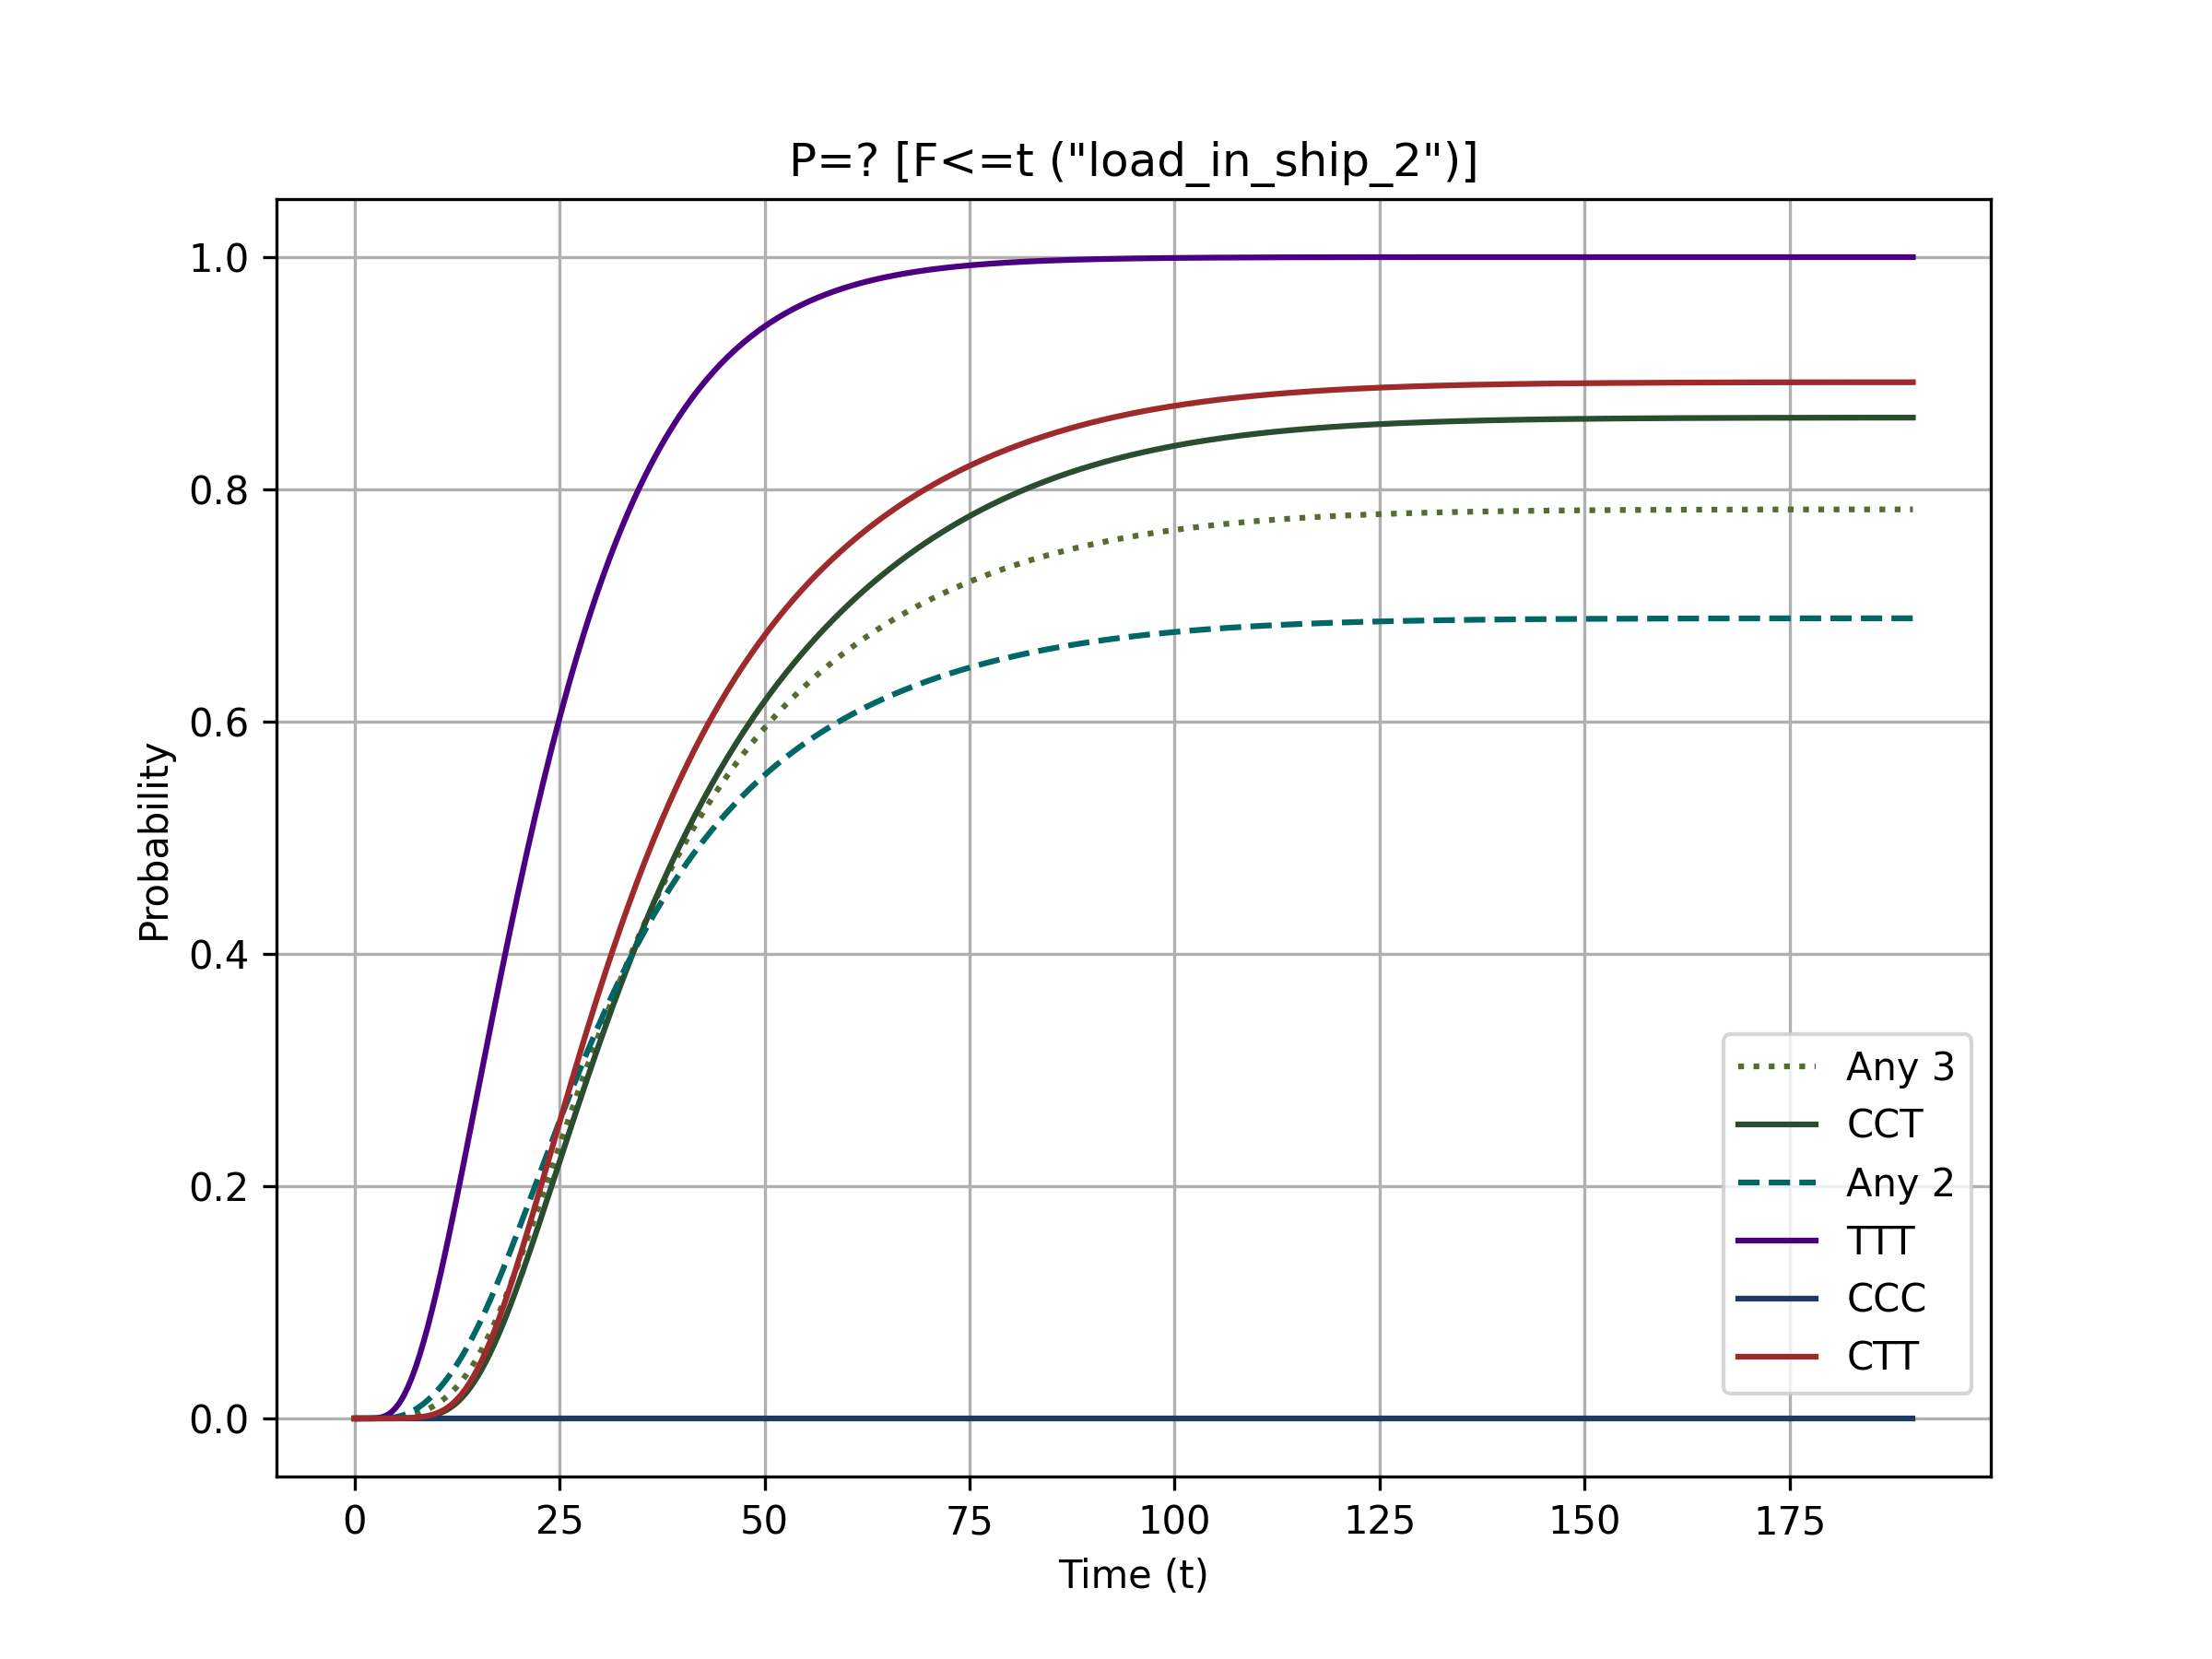 P=? [F<=t ("load_in_ship_2")]
1.0
0.8
0.6
0.4
0.2
0.0
Probability
0 25 50 75 100 125 150 175
Time (t)
Any 3
CCT
Any 2
TTT
CCC
CTT